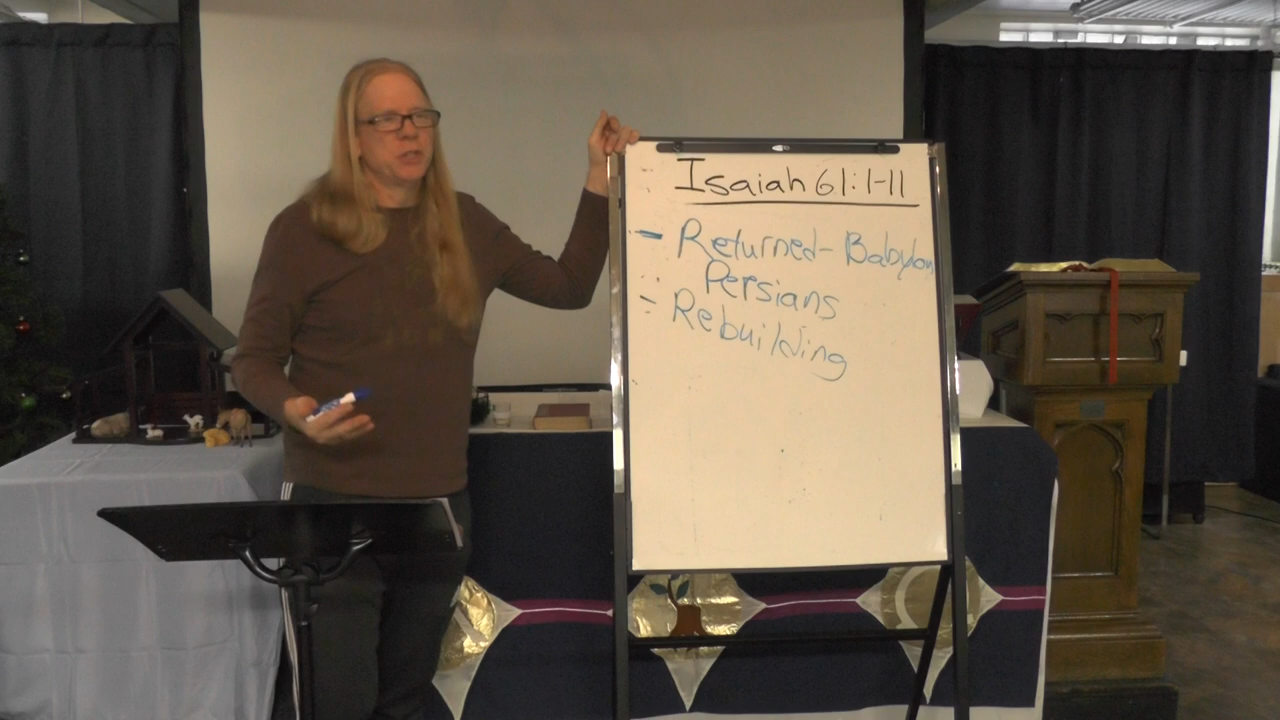 Isaiah 61:1-11
- Returned- Babylon
Persians
- Rebuilding